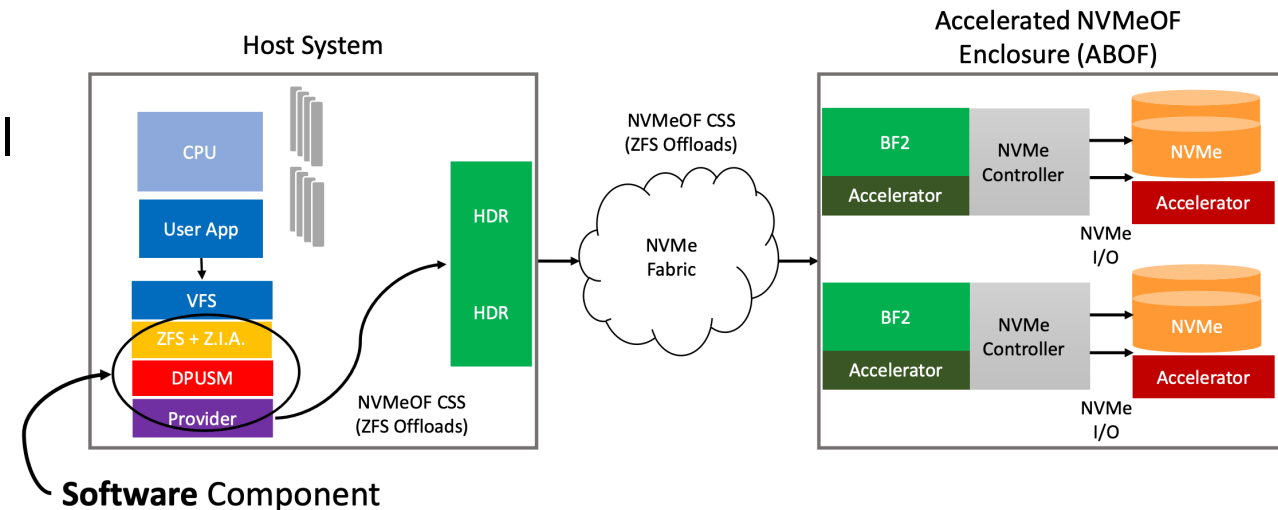 Host System
Accelerated NVMeOF
Enclosure (ABOF)
CPU
User App
VFS
ZFS + Z.I.A.
DPUSM
Provider
HDR
HDR
NVMeOF CSS
(ZFS Offloads)
NVMeOF CSS
(ZFS Offloads)
NVMe
Fabric
BF2
Accelerator
NVMe
Controller
NVMe
Accelerator
NVMe
I/O
BF2
Accelerator
NVMe
Controller
NVMe
Accelerator
NVMe
I/O
Software Component